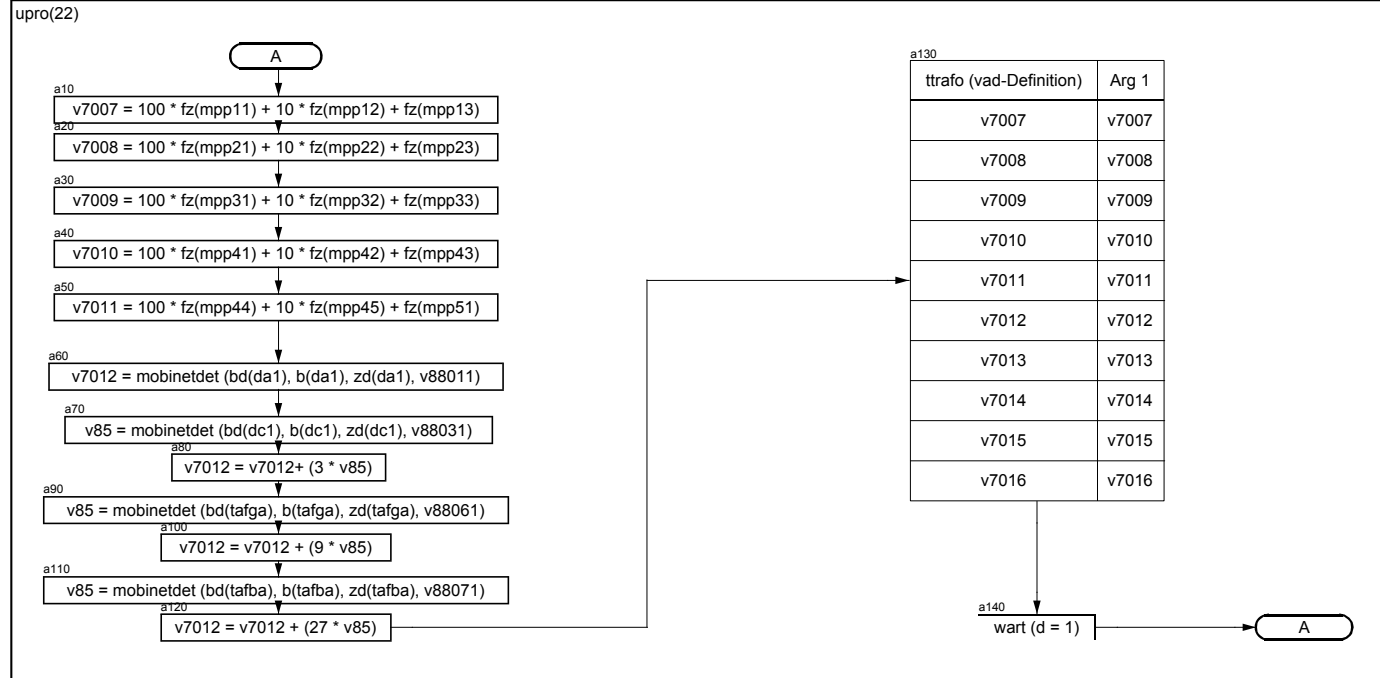 upro(22)
A
a10
v7007 = 100 * fz(mpp11) + 10 * fz(mpp12) + fz(mpp13)
a20
v7008 = 100 * fz(mpp21) + 10 * fz(mpp22) + fz(mpp23)
a30
v7009 = 100 * fz(mpp31) + 10 * fz(mpp32) + fz(mpp33)
a40
v7010 = 100 * fz(mpp41) + 10 * fz(mpp42) + fz(mpp43)
a50
v7011 = 100 * fz(mpp44) + 10 * fz(mpp45) + fz(mpp51)
a60
v7012 = mobinetdet (bd(da1), b(da1), zd(da1), v88011)
a70
v85 = mobinetdet (bd(dc1), b(dc1), zd(dc1), v88031)
a80
v7012 = v7012+ (3 * v85)
a90
v85 = mobinetdet (bd(tafga), b(tafga), zd(tafga), v88061)
a100
v7012 = v7012 + (9 * v85)
a110
v85 = mobinetdet (bd(tafba), b(tafba), zd(tafba), v88071)
a120
v7012 = v7012 + (27 * v85)
a130
ttrafo (vad-Definition) Arg 1
v7007 v7007
v7008 v7008
v7009 v7009
v7010 v7010
v7011 v7011
v7012 v7012
v7013 v7013
v7014 v7014
v7015 v7015
v7016 v7016
a140
wart (d = 1)
A